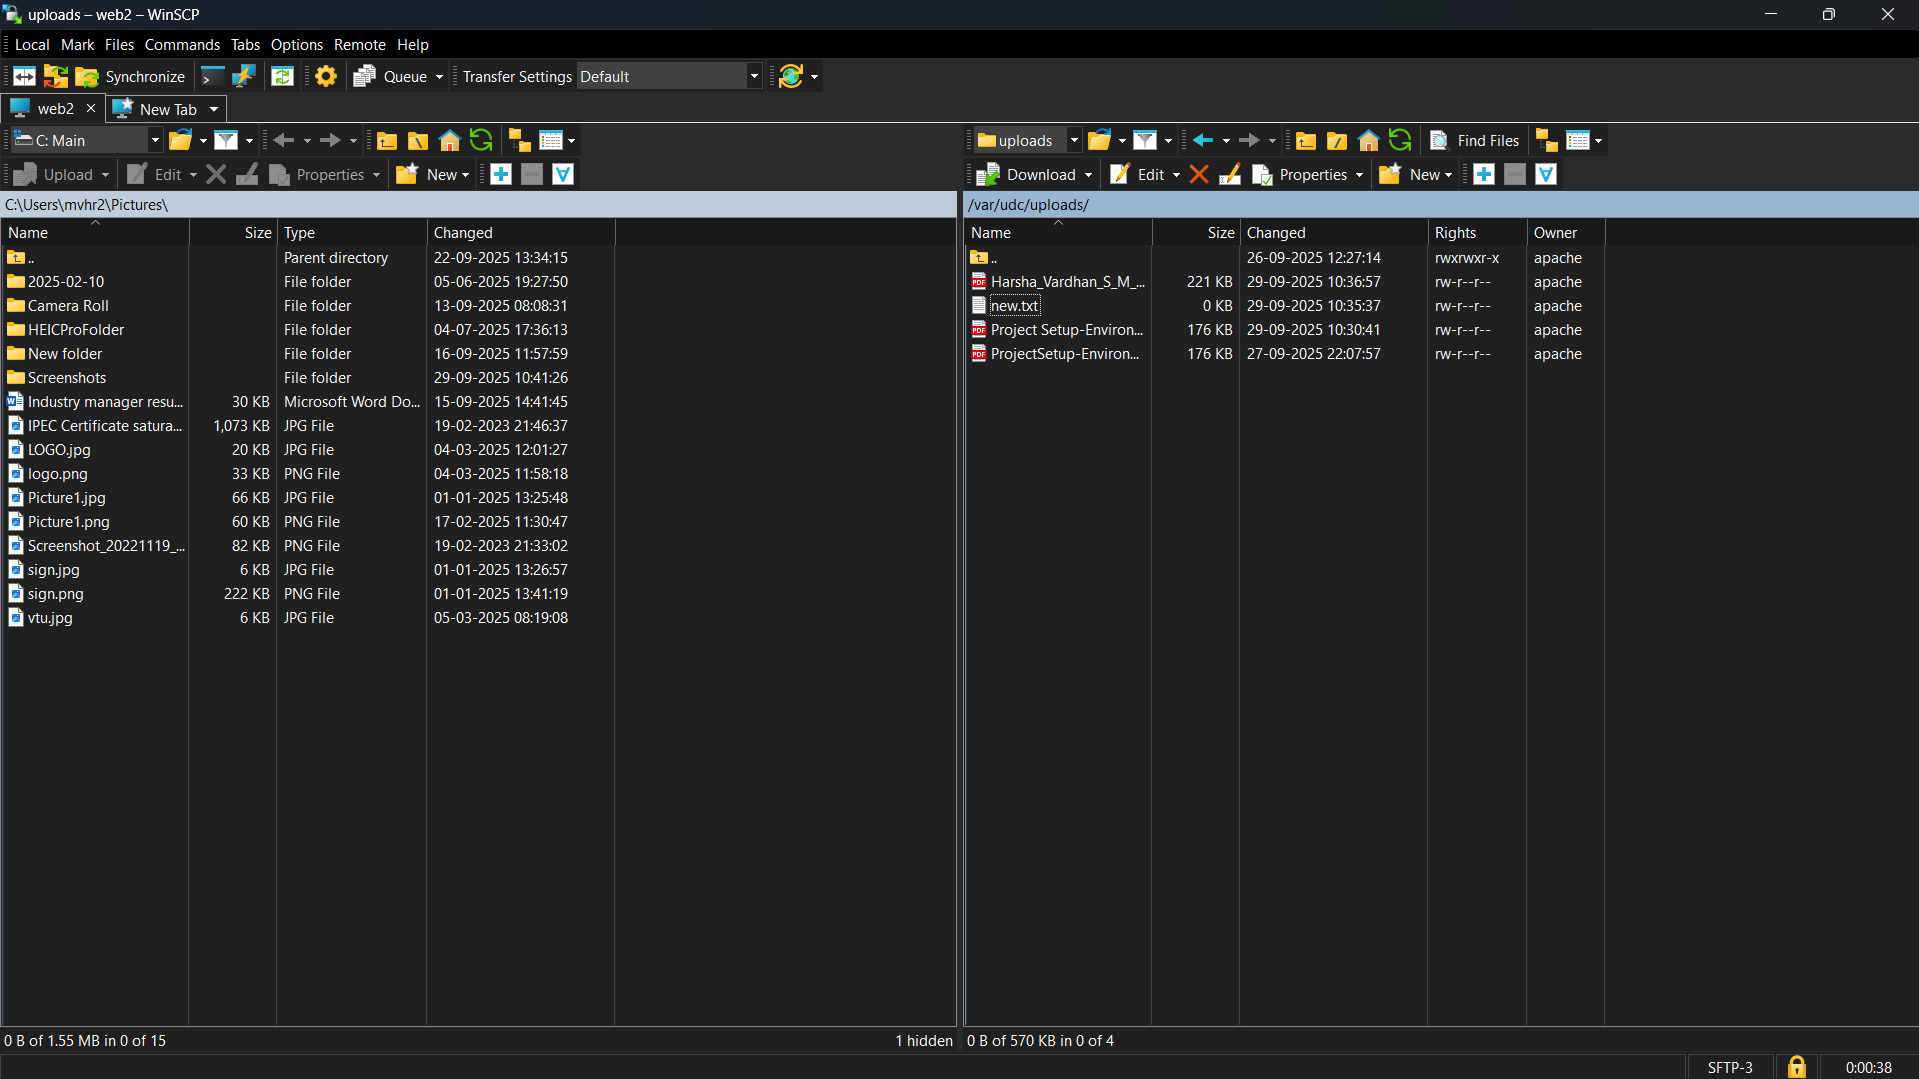 uploads – web2 – WinSCP
Local Mark Files Commands Tabs Options Remote Help
Synchronize Queue Transfer Settings Default
web2 New Tab
C: Main
Upload Edit Properties New
C:\Users\mvhr2\Pictures\
Name Size Type Changed
.. Parent directory 22-09-2025 13:34:15
2025-02-10 File folder 05-06-2025 19:27:50
Camera Roll File folder 13-09-2025 08:08:31
HEICProFolder File folder 04-07-2025 17:36:13
New folder File folder 16-09-2025 11:57:59
Screenshots File folder 29-09-2025 10:41:26
Industry manager resu... 30 KB Microsoft Word Do... 15-09-2025 14:41:45
IPEC Certificate satura... 1,073 KB JPG File 19-02-2023 21:46:37
LOGO.jpg 20 KB JPG File 04-03-2025 12:01:27
logo.png 33 KB PNG File 04-03-2025 11:58:18
Picture1.jpg 66 KB JPG File 01-01-2025 13:25:48
Picture1.png 60 KB PNG File 17-02-2025 11:30:47
Screenshot_20221119_... 82 KB PNG File 19-02-2023 21:33:02
sign.jpg 6 KB JPG File 01-01-2025 13:26:57
sign.png 222 KB PNG File 01-01-2025 13:41:19
vtu.jpg 6 KB JPG File 05-03-2025 08:19:08
0 B of 1.55 MB in 0 of 15 1 hidden
uploads Find Files
Download Edit Properties New
/var/udc/uploads/
Name Size Changed Rights Owner
.. 26-09-2025 12:27:14 rwxrwxr-x apache
PDF Harsha_Vardhan_S_M_... 221 KB 29-09-2025 10:36:57 rw-r--r-- apache
new.txt 0 KB 29-09-2025 10:35:37 rw-r--r-- apache
PDF Project Setup-Environ... 176 KB 29-09-2025 10:30:41 rw-r--r-- apache
PDF ProjectSetup-Environ... 176 KB 27-09-2025 22:07:57 rw-r--r-- apache
0 B of 570 KB in 0 of 4
SFTP-3 0:00:38